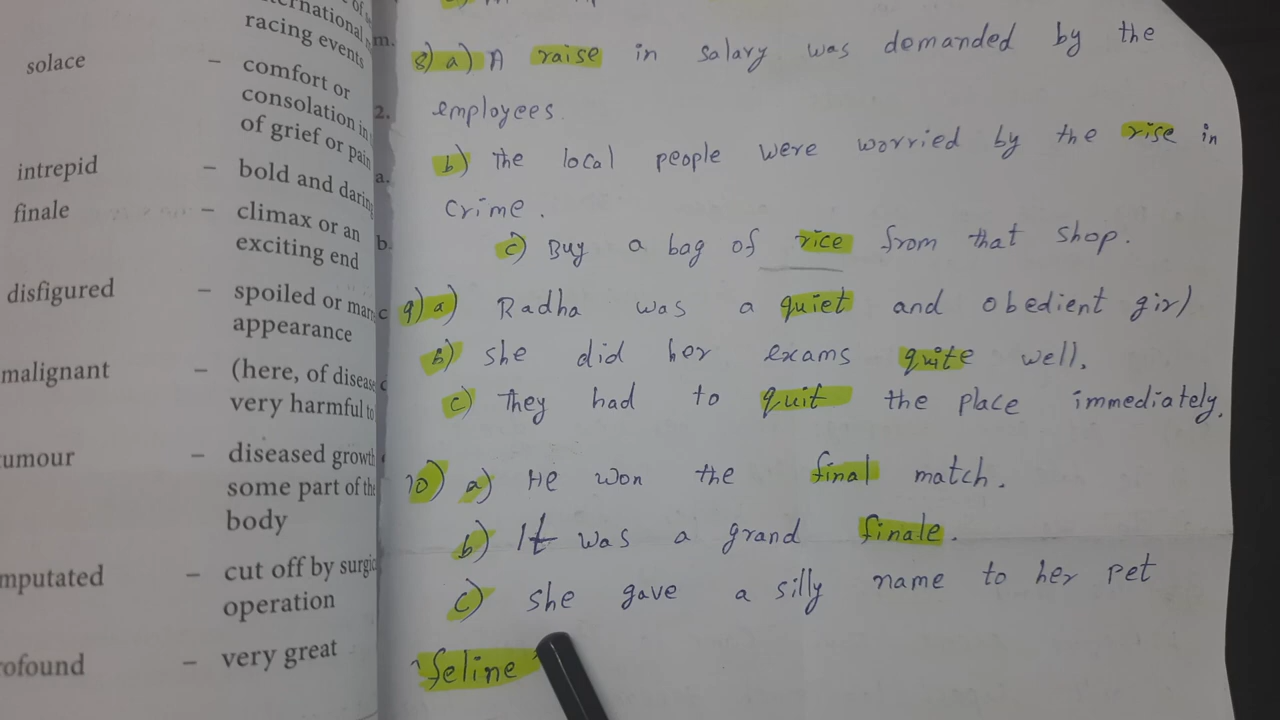 racing events
solace – comfort or
consolation in
of grief or pain
intrepid – bold and daring
finale – climax or an
exciting end
disfigured – spoiled or
appearance
malignant – (here, of disease
very harmful to
umour – diseased growth
some part of the
body
mputated – cut off by surgic
operation
rofound – very great
m.
2.
a.
b.
c
8) a) A raise in salary was demanded by the
employees.
b) the local people were worried by the rise in
crime.
c) Buy a bag of rice from that shop.
9) a) Radha was a quiet and obedient girl
b) she did her exams quite well.
c) They had to quit the place immediately.
10) a) He won the final match.
b) It was a grand finale.
c) she gave a silly name to her pet
'feline'